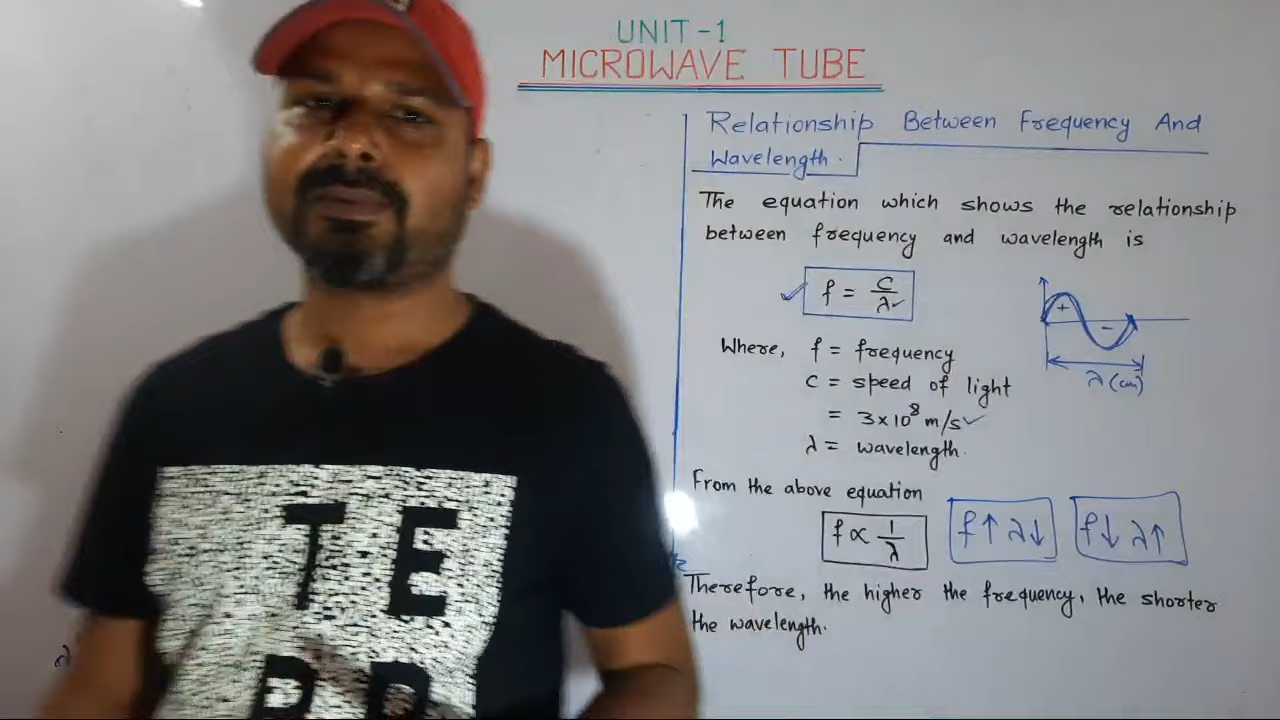 UNIT-1
MICROWAVE TUBE
Relationship Between Frequency And
Wavelength.
The equation which shows the relationship
between frequency and wavelength is
f = c/λ
+ -
λ(cm)
Where, f = frequency
C = speed of light
= 3×10⁸ m/s
λ = wavelength.
From the above equation
f ∝ 1/λ
f↑ λ↓
f↓ λ↑
Therefore, the higher the frequency, the shorter
the wavelength.
λ
TE